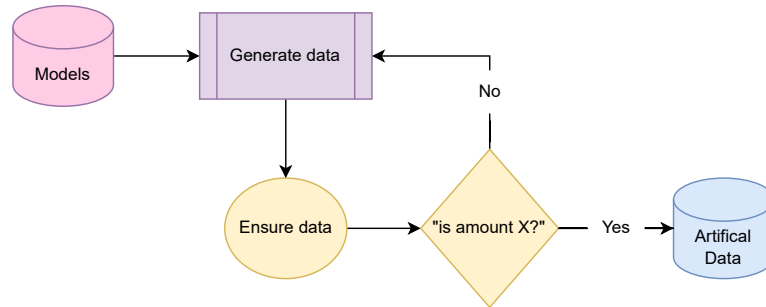 Models
Generate data
No
Ensure data
"is amount X?"
Yes
Artifical
Data